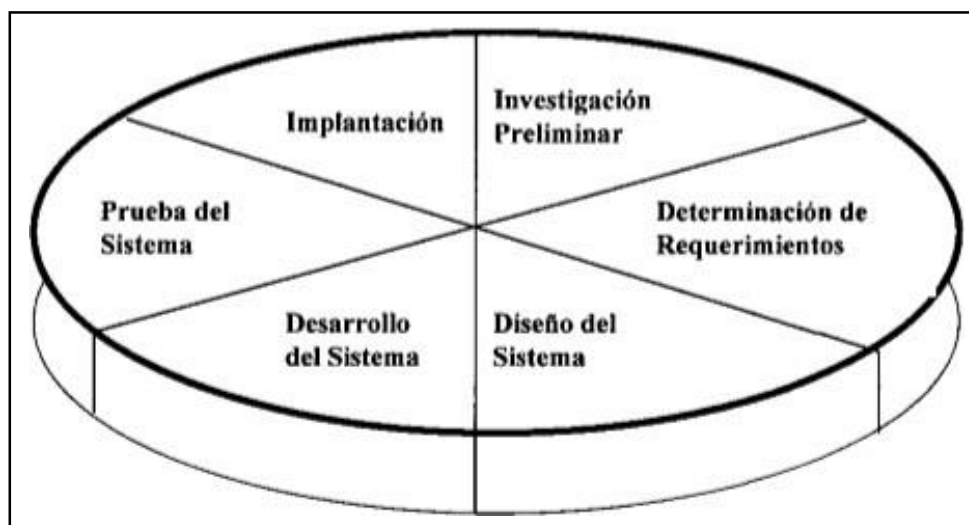 Implantación
Investigación
Preliminar
Prueba del
Sistema
Determinación de
Requerimientos
Desarrollo
del Sistema
Diseño del
Sistema